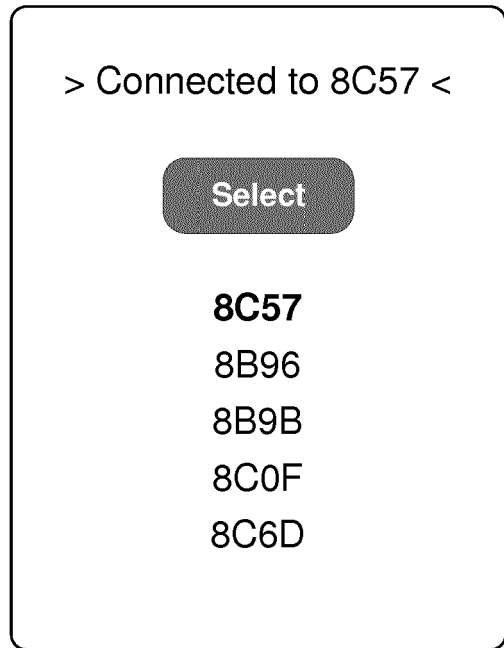 > Connected to 8C57 <
Select
8C57
8B96
8B9B
8C0F
8C6D